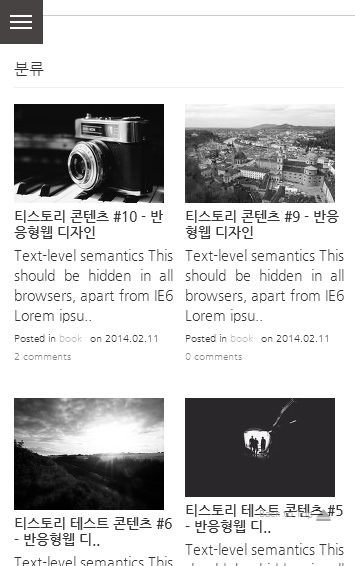 분류
티스토리 콘텐츠 #10 - 반
응형웹 디자인
Text-level semantics This
should be hidden in all
browsers, apart from IE6
Lorem ipsu..
Posted in book on 2014.02.11
2 comments
티스토리 콘텐츠 #9 - 반응
형웹 디자인
Text-level semantics This
should be hidden in all
browsers, apart from IE6
Lorem ipsu..
Posted in book on 2014.02.11
0 comments
티스토리 테스트 콘텐츠 #6
- 반응형웹 디..
Text-level semantics This
티스토리 테스트 콘텐츠 #5
- 반응형웹 디..
Text-level semantics This
should be hidden in all